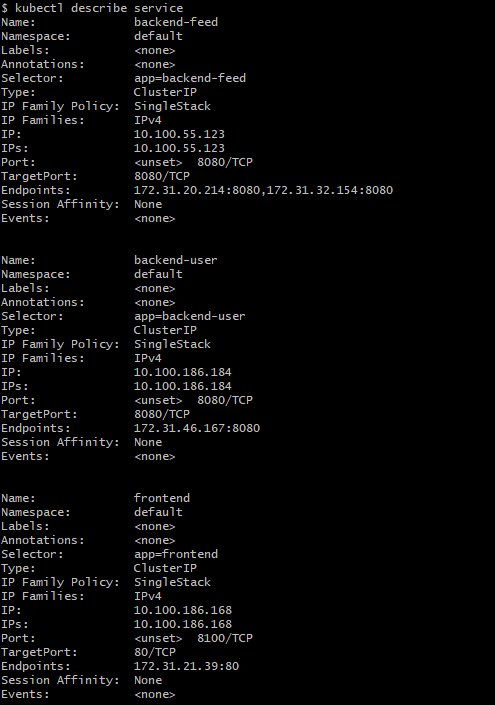 $ kubectl describe service
Name:              backend-feed
Namespace:         default
Labels:            <none>
Annotations:       <none>
Selector:          app=backend-feed
Type:              ClusterIP
IP Family Policy:  SingleStack
IP Families:       IPv4
IP:                10.100.55.123
IPs:               10.100.55.123
Port:              <unset>  8080/TCP
TargetPort:        8080/TCP
Endpoints:         172.31.20.214:8080,172.31.32.154:8080
Session Affinity:  None
Events:            <none>

Name:              backend-user
Namespace:         default
Labels:            <none>
Annotations:       <none>
Selector:          app=backend-user
Type:              ClusterIP
IP Family Policy:  SingleStack
IP Families:       IPv4
IP:                10.100.186.184
IPs:               10.100.186.184
Port:              <unset>  8080/TCP
TargetPort:        8080/TCP
Endpoints:         172.31.46.167:8080
Session Affinity:  None
Events:            <none>

Name:              frontend
Namespace:         default
Labels:            <none>
Annotations:       <none>
Selector:          app=frontend
Type:              ClusterIP
IP Family Policy:  SingleStack
IP Families:       IPv4
IP:                10.100.186.168
IPs:               10.100.186.168
Port:              <unset>  8100/TCP
TargetPort:        80/TCP
Endpoints:         172.31.21.39:80
Session Affinity:  None
Events:            <none>